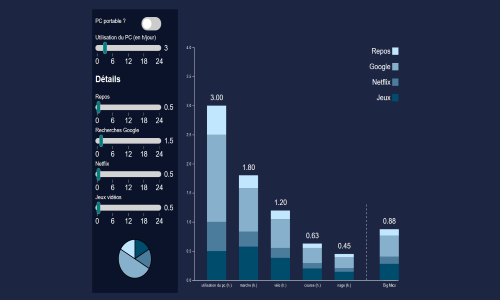 PC portable ?
Utilisation du PC (en h/jour)
3
0 6 12 18 24
Détails
Repos
0.5
0 6 12 18 24
Recherches Google
1.5
0 6 12 18 24
Netflix
0.5
0 6 12 18 24
Jeux vidéos
0.5
0 6 12 18 24
Repos
Google
Netflix
Jeux
3.00
1.80
1.20
0.63
0.45
0.88
utilisation du pc (h.)
marche (h.)
vélo (h.)
course (h.)
nage (h.)
Big Macs